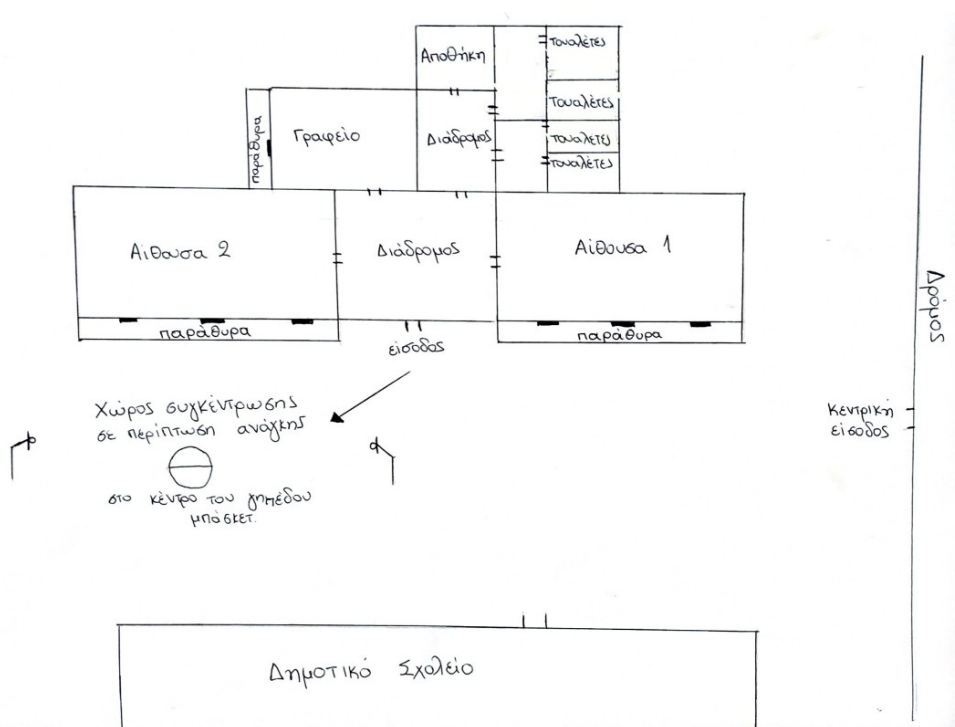 Αποθήκη
τουαλέτες
τουαλέτες
παράθυρα
Γραφείο
Διάδρομος
τουαλέτες
τουαλέτες
Αίθουσα 2
Διάδρομος
Αίθουσα 1
Δρόμος
παράθυρα
είσοδος
παράθυρα
Χώρος συγκέντρωσης
σε περίπτωση ανάγκης
στο κέντρο του γηπέδου
μπάσκετ.
Κεντρική
είσοδος
Δημοτικό Σχολείο